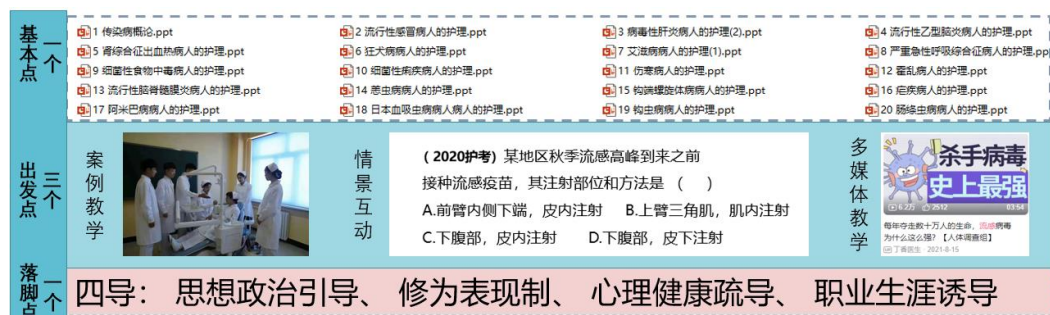 一个基本点
1 传染病概论.ppt
2 流行性感冒病人的护理.ppt
3 病毒性肝炎病人的护理(2).ppt
4 流行性乙型脑炎病人的护理.ppt
5 肾综合征出血热病人的护理.ppt
6 狂犬病病人的护理.ppt
7 艾滋病病人的护理(1).ppt
8 严重急性呼吸综合征病人的护理.pp
9 细菌性食物中毒病人的护理.ppt
10 细菌性痢疾病人的护理.ppt
11 伤寒病人的护理.ppt
12 霍乱病人的护理.ppt
13 流行性脑脊髓膜炎病人的护理.ppt
14 恙虫病病人的护理.ppt
15 钩端螺旋体病病人的护理.ppt
16 疟疾病人的护理.ppt
17 阿米巴病病人的护理.ppt
18 日本血吸虫病病人病人的护理.ppt
19 钩虫病病人的护理.ppt
20 肠绦虫病病人的护理.ppt
三个出发点
案例教学
情景互动
（2020护考）某地区秋季流感高峰到来之前
接种流感疫苗，其注射部位和方法是 （ ）
A.前臂内侧下端，皮内注射 B.上臂三角肌，肌内注射
C.下腹部，皮内注射 D.下腹部，皮下注射
多媒体教学
杀手病毒
史上最强
6.2万 2512 03:54
每年夺走数十万人的生命，流感病毒
为什么这么强？【人体调查组】
丁香医生 · 2021-8-15
一个落脚点
四导： 思想政治引导、 修为表现制、 心理健康疏导、 职业生涯诱导